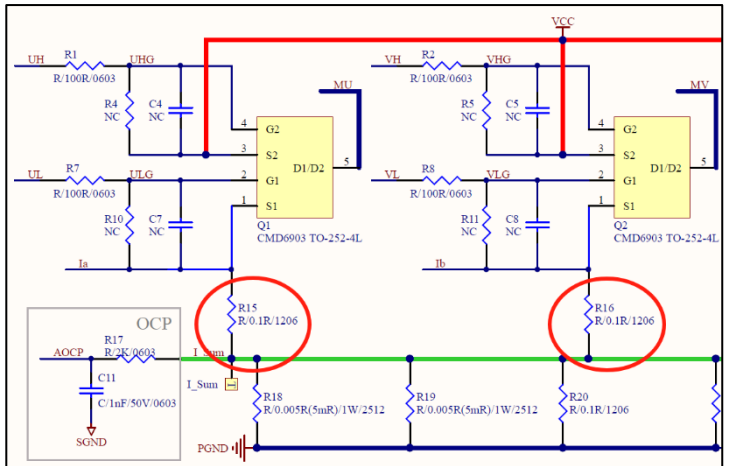 VCC
UH
R1
R/100R/0603
UHG
R4
NC
C4
NC
4
G2
3
S2
2
G1
1
S1
D1/D2
5
MU
Q1
CMD6903 TO-252-4L
UL
R7
R/100R/0603
ULG
R10
NC
C7
NC
Ia
VH
R2
R/100R/0603
VHG
R5
NC
C5
NC
4
G2
3
S2
2
G1
1
S1
D1/D2
5
MV
Q2
CMD6903 TO-252-4L
VL
R8
R/100R/0603
VLG
R11
NC
C8
NC
Ib
R15
R/0.1R/1206
R16
R/0.1R/1206
OCP
R17
R/2K/0603
AOCP
I_Sum
C11
C/1nF/50V/0603
SGND
I_Sum
R18
R/0.005R(5mR)/1W/2512
R19
R/0.005R(5mR)/1W/2512
R20
R/0.1R/1206
PGND